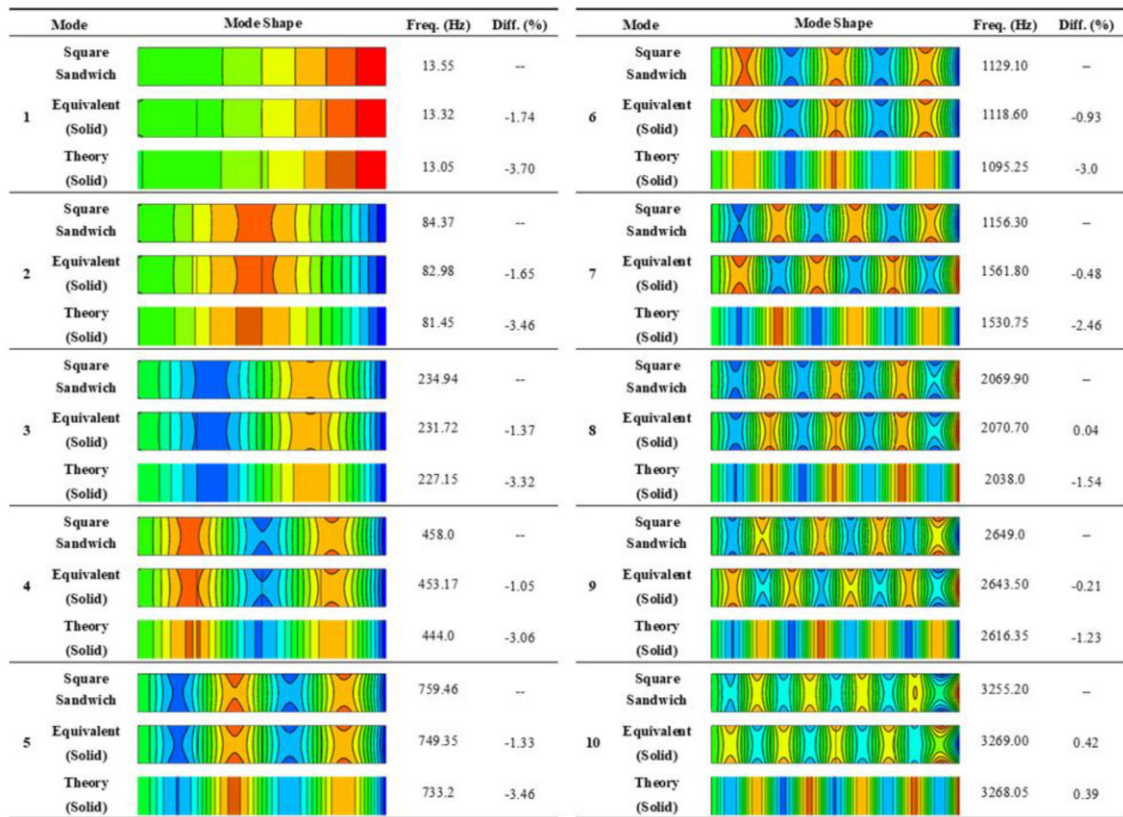 Mode Mode Shape Freq. (Hz) Diff. (%)
Square
Sandwich 13.55 --
1 Equivalent
(Solid) 13.32 -1.74
Theory
(Solid) 13.05 -3.70
Square
Sandwich 84.37 --
2 Equivalent
(Solid) 82.98 -1.65
Theory
(Solid) 81.45 -3.46
Square
Sandwich 234.94 --
3 Equivalent
(Solid) 231.72 -1.37
Theory
(Solid) 227.15 -3.32
Square
Sandwich 458.0 --
4 Equivalent
(Solid) 453.17 -1.05
Theory
(Solid) 444.0 -3.06
Square
Sandwich 759.46 --
5 Equivalent
(Solid) 749.35 -1.33
Theory
(Solid) 733.2 -3.46
Mode Mode Shape Freq. (Hz) Diff. (%)
Square
Sandwich 1129.10 --
6 Equivalent
(Solid) 1118.60 -0.93
Theory
(Solid) 1095.25 -3.0
Square
Sandwich 1156.30 --
7 Equivalent
(Solid) 1561.80 -0.48
Theory
(Solid) 1530.75 -2.46
Square
Sandwich 2069.90 --
8 Equivalent
(Solid) 2070.70 0.04
Theory
(Solid) 2038.0 -1.54
Square
Sandwich 2649.0 --
9 Equivalent
(Solid) 2643.50 -0.21
Theory
(Solid) 2616.35 -1.23
Square
Sandwich 3255.20 --
10 Equivalent
(Solid) 3269.00 0.42
Theory
(Solid) 3268.05 0.39